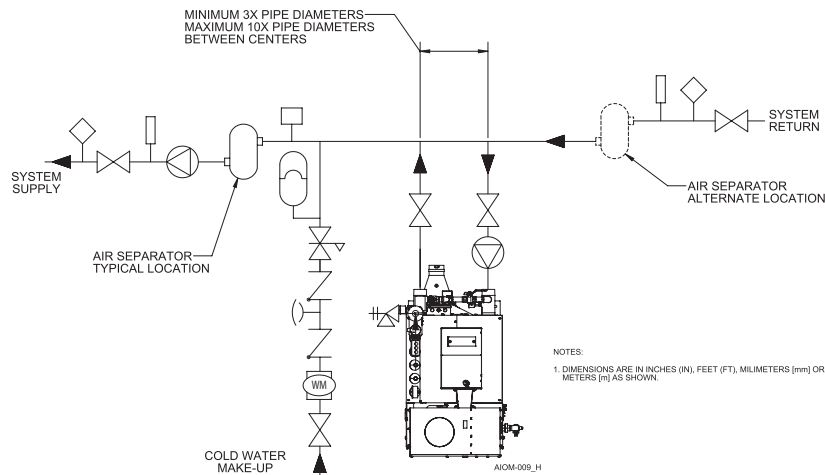 MINIMUM 3X PIPE DIAMETERS
MAXIMUM 10X PIPE DIAMETERS
BETWEEN CENTERS
SYSTEM
RETURN
SYSTEM
SUPPLY
AIR SEPARATOR
ALTERNATE LOCATION
AIR SEPARATOR
TYPICAL LOCATION
NOTES:
1. DIMENSIONS ARE IN INCHES (IN), FEET (FT), MILIMETERS [mm] OR
METERS [m] AS SHOWN.
WM
COLD WATER
MAKE-UP
AIOM-009_H